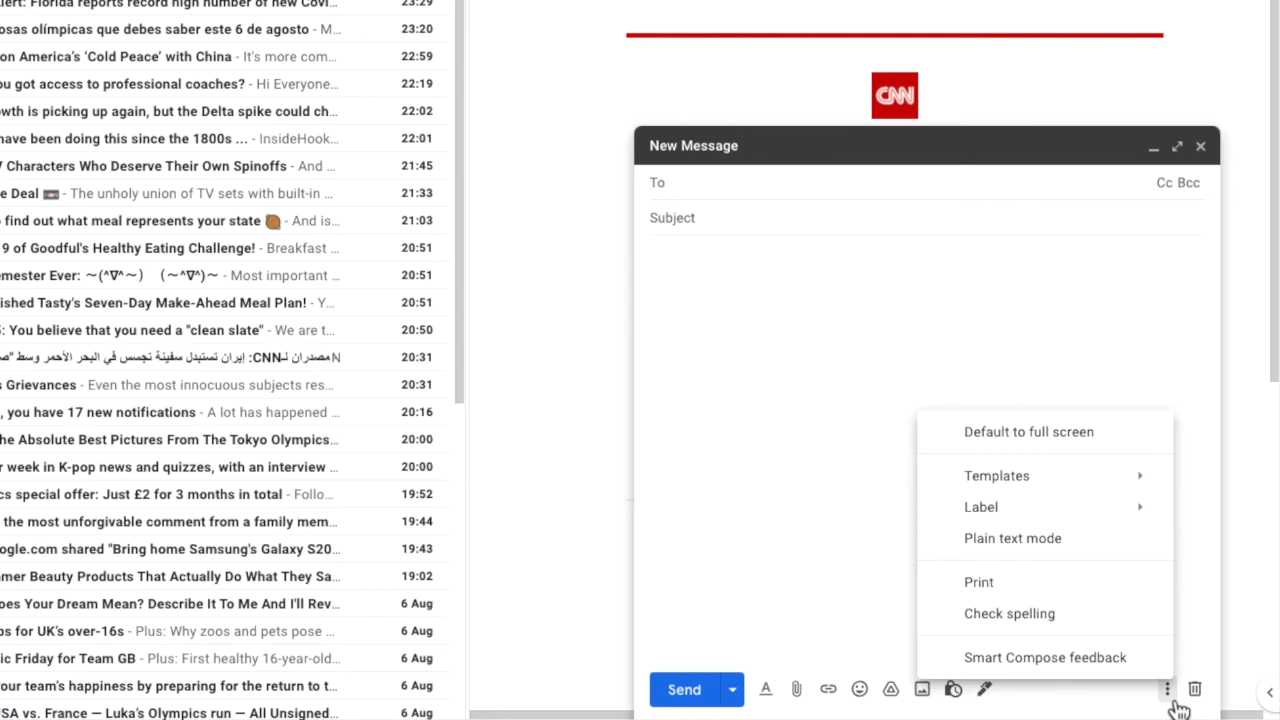 lert: Florida reports record high number of new Covi... 23:29
osas olímpicas que debes saber este 6 de agosto - M... 23:20
on America's 'Cold Peace' with China - It's more com... 22:59
ou got access to professional coaches? - Hi Everyone... 22:19
owth is picking up again, but the Delta spike could ch... 22:02
have been doing this since the 1800s ... - InsideHook... 22:01
V Characters Who Deserve Their Own Spinoffs - And ... 21:45
e Deal 📼 - The unholy union of TV sets with built-in ... 21:33
o find out what meal represents your state 🥘 - And is... 21:03
9 of Goodful's Healthy Eating Challenge! - Breakfast ... 20:51
emester Ever: ～(^∇^～) (～^∇^)～ - Most important ... 20:51
ished Tasty's Seven-Day Make-Ahead Meal Plan! - Y... 20:51
5: You believe that you need a "clean slate" - We are t... 20:50
مصدران لـCNN: إيران تستبدل سفينة تجسس في البحر الأحمر وسط "ص... N 20:31
s Grievances - Even the most innocuous subjects res... 20:31
, you have 17 new notifications - A lot has happened ... 20:16
he Absolute Best Pictures From The Tokyo Olympics... 20:00
r week in K-pop news and quizzes, with an interview ... 20:00
cs special offer: Just £2 for 3 months in total - Follo... 19:52
the most unforgivable comment from a family mem... 19:44
ogle.com shared "Bring home Samsung's Galaxy S20... 19:43
mer Beauty Products That Actually Do What They Sa... 19:02
oes Your Dream Mean? Describe It To Me And I'll Rev... 6 Aug
os for UK's over-16s - Plus: Why zoos and pets pose ... 6 Aug
ic Friday for Team GB - Plus: First healthy 16-year-old... 6 Aug
your team's happiness by preparing for the return to t... 6 Aug
USA vs. France — Luka's Olympics run — All Unsigned... 6 Aug
CNN
New Message
To Cc Bcc
Subject
Default to full screen
Templates
Label
Plain text mode
Print
Check spelling
Smart Compose feedback
Send